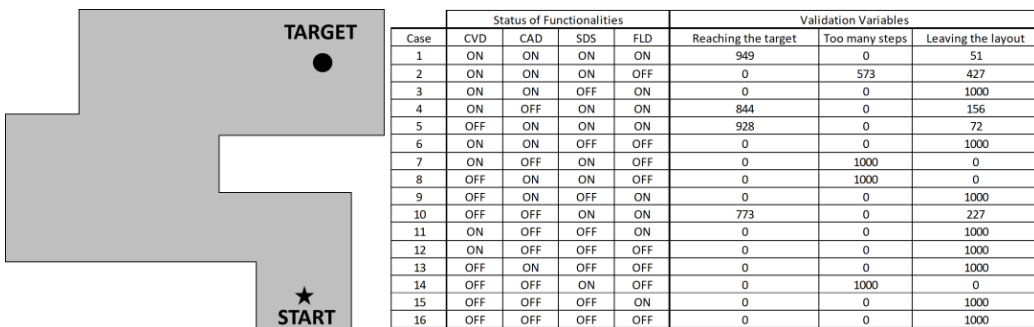 TARGET
START
Status of Functionalities Validation Variables
Case CVD CAD SDS FLD Reaching the target Too many steps Leaving the layout
1 ON ON ON ON 949 0 51
2 ON ON ON OFF 0 573 427
3 ON ON OFF ON 0 0 1000
4 ON OFF ON ON 844 0 156
5 OFF ON ON ON 928 0 72
6 ON ON OFF OFF 0 0 1000
7 ON OFF ON OFF 0 1000 0
8 OFF ON ON OFF 0 1000 0
9 OFF ON OFF ON 0 0 1000
10 OFF OFF ON ON 773 0 227
11 ON OFF OFF ON 0 0 1000
12 ON OFF OFF OFF 0 0 1000
13 OFF ON OFF OFF 0 0 1000
14 OFF OFF ON OFF 0 1000 0
15 OFF OFF OFF ON 0 0 1000
16 OFF OFF OFF OFF 0 0 1000